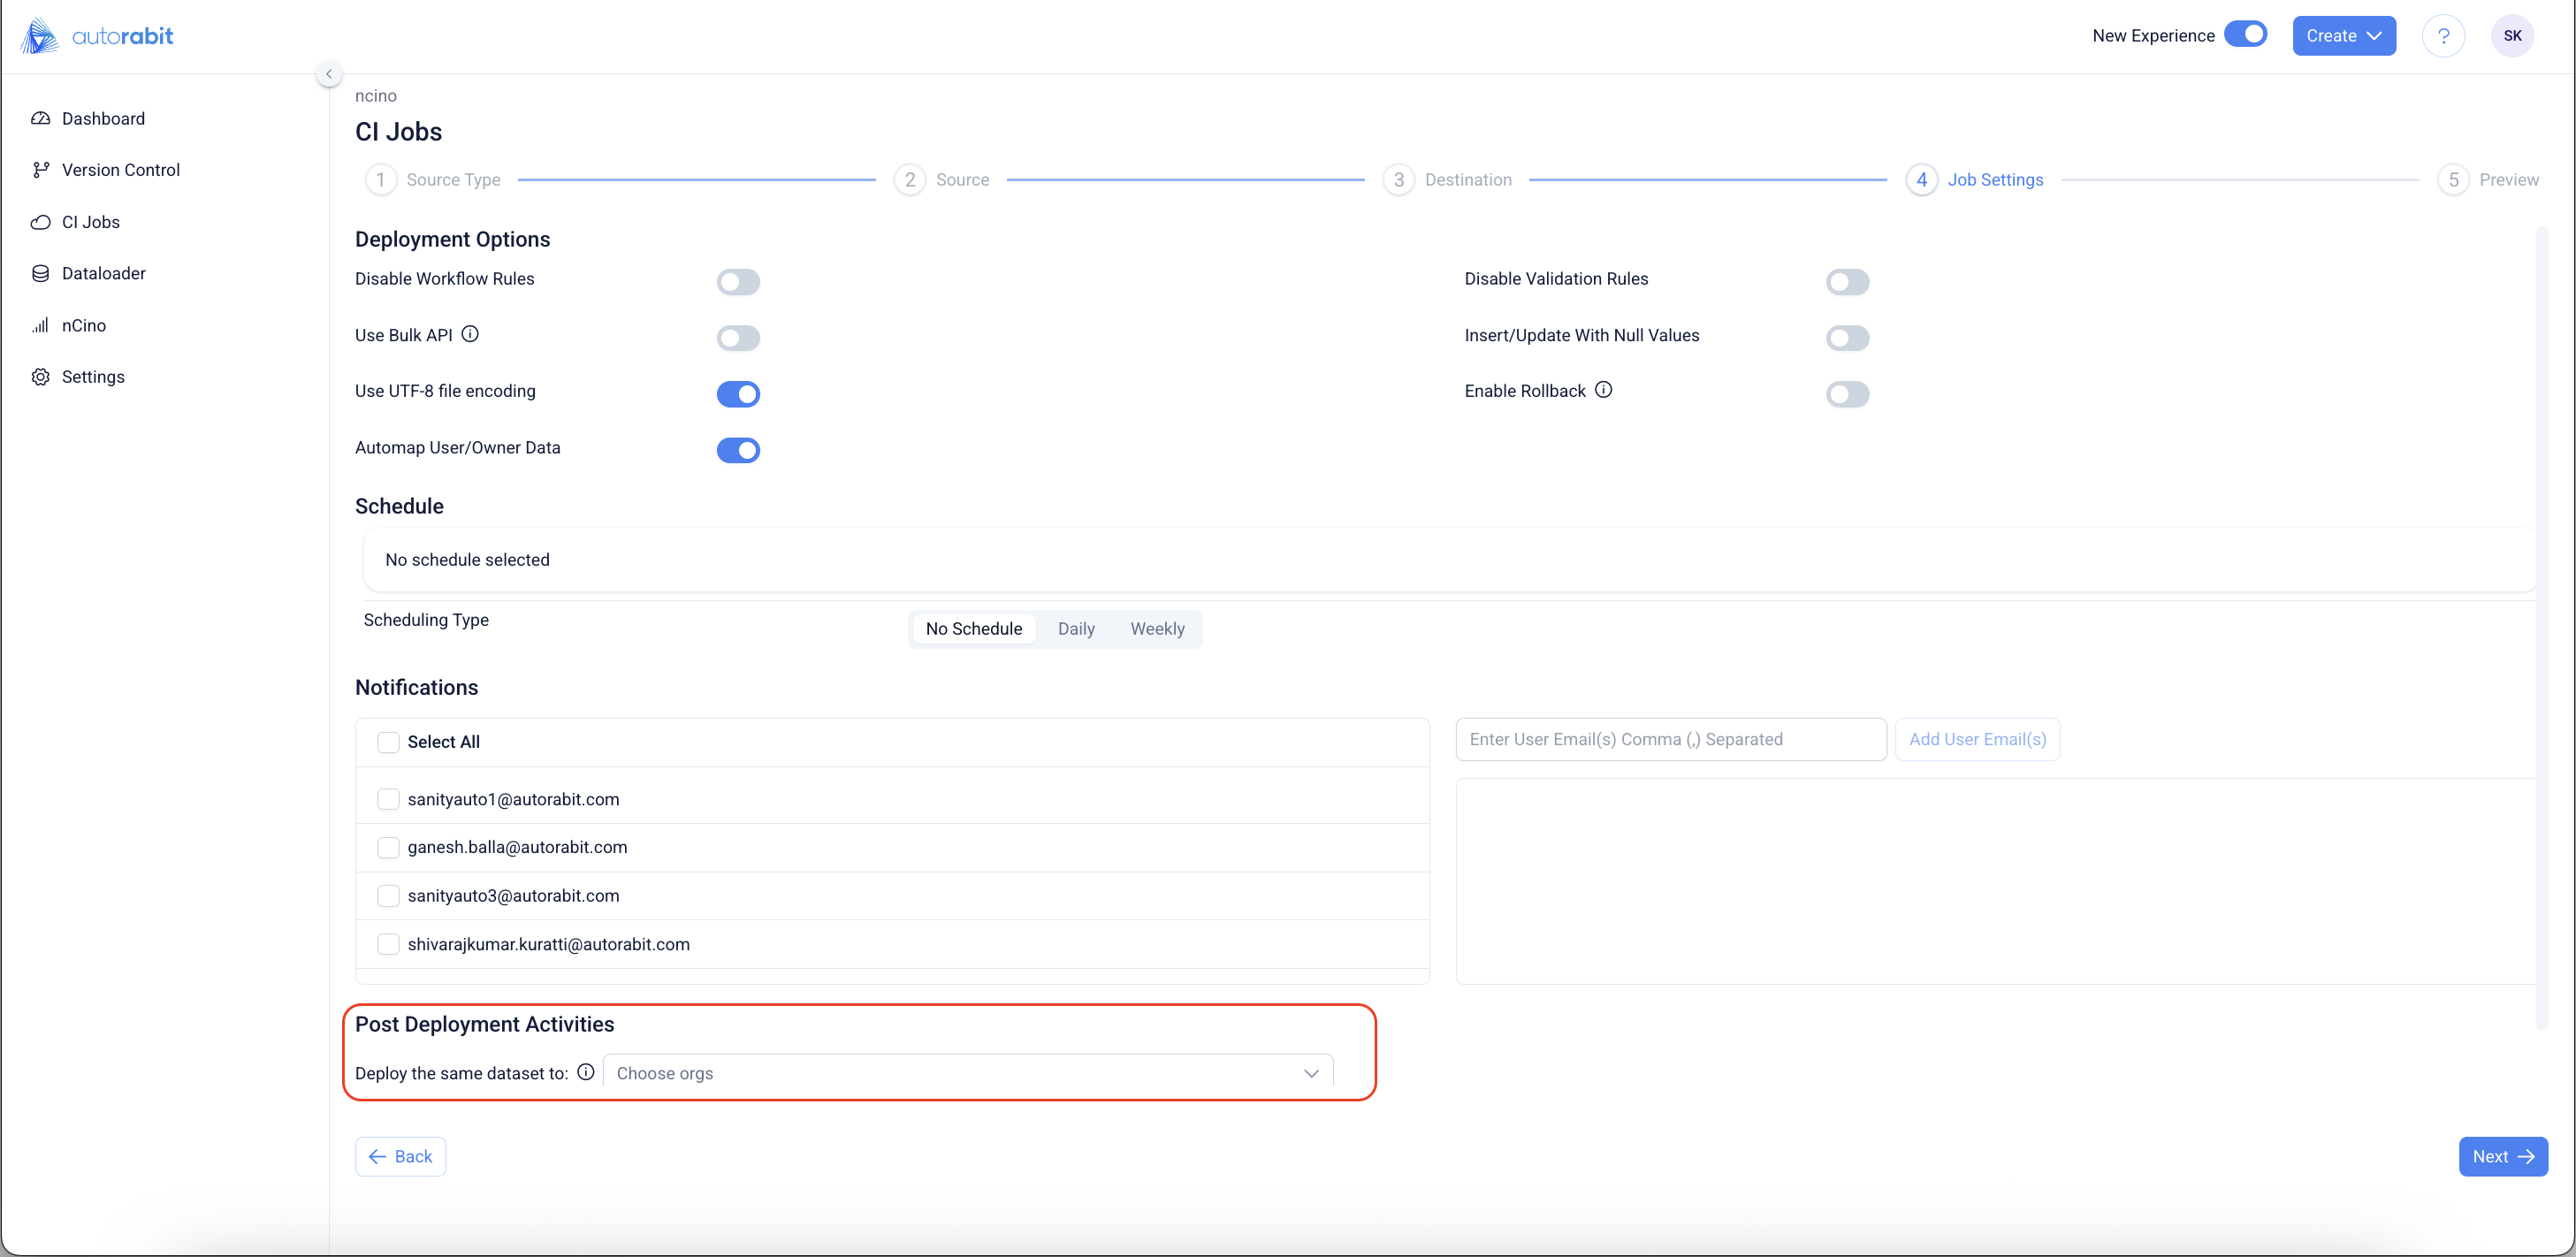 autorabit
New Experience
Create
?
SK
Dashboard
Version Control
CI Jobs
Dataloader
nCino
Settings
ncino
CI Jobs
1 Source Type
2 Source
3 Destination
4 Job Settings
5 Preview
Deployment Options
Disable Workflow Rules
Disable Validation Rules
Use Bulk API
Insert/Update With Null Values
Use UTF-8 file encoding
Enable Rollback
Automap User/Owner Data
Schedule
No schedule selected
Scheduling Type
No Schedule Daily Weekly
Notifications
Select All
sanityauto1@autorabit.com
ganesh.balla@autorabit.com
sanityauto3@autorabit.com
shivarajkumar.kuratti@autorabit.com
Enter User Email(s) Comma (,) Separated
Add User Email(s)
Post Deployment Activities
Deploy the same dataset to: Choose orgs
Back
Next